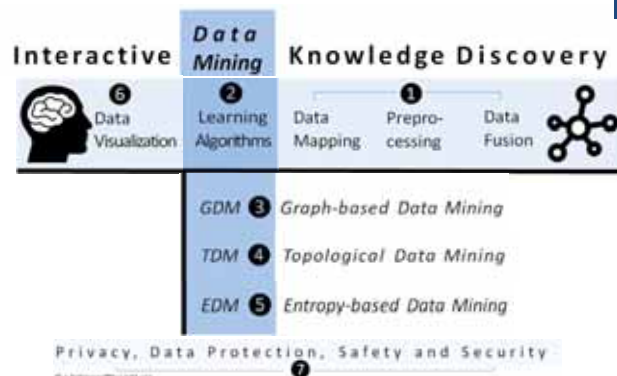 Interactive Data Mining Knowledge Discovery
6 2 1
Data Learning Data Prepro- Data
Visualization Algorithms Mapping cessing Fusion
GDM 3 Graph-based Data Mining
TDM 4 Topological Data Mining
EDM 5 Entropy-based Data Mining
Privacy, Data Protection, Safety and Security
7